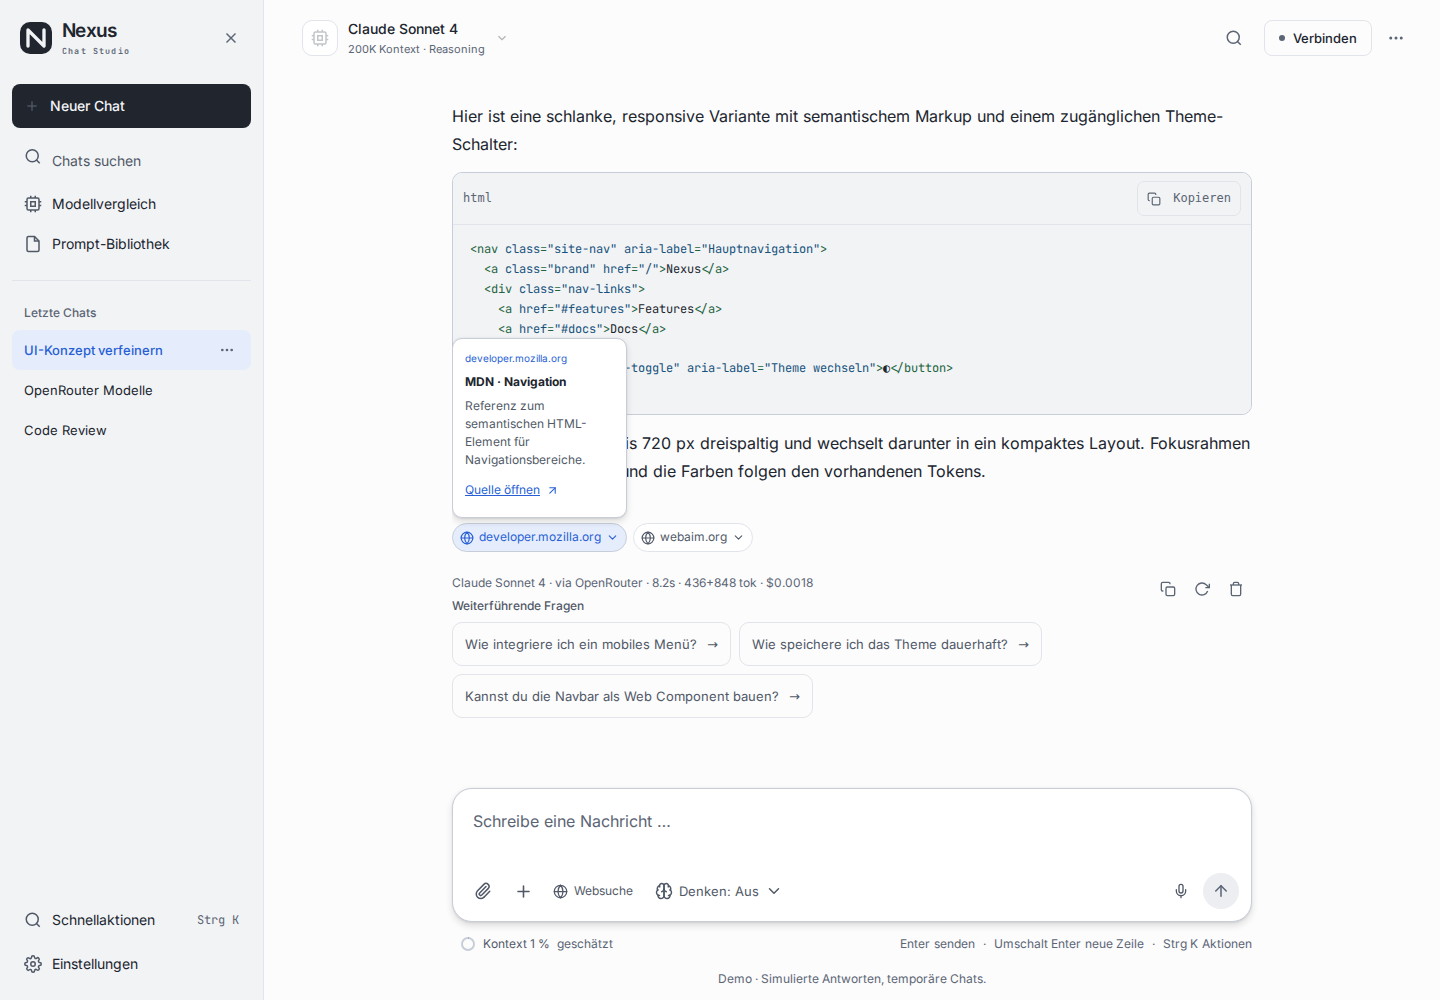 Nexus
Chat Studio
Neuer Chat
Chats suchen
Modellvergleich
Prompt-Bibliothek
Letzte Chats
UI-Konzept verfeinern
OpenRouter Modelle
Code Review
Schnellaktionen Strg K
Einstellungen
Claude Sonnet 4
200K Kontext · Reasoning
Verbinden
Hier ist eine schlanke, responsive Variante mit semantischem Markup und einem zugänglichen Theme-
Schalter:
html
Kopieren
<nav class="site-nav" aria-label="Hauptnavigation">
<a class="brand" href="/">Nexus</a>
<div class="nav-links">
<a href="#features">Features</a>
<a href="#docs">Docs</a>
-toggle" aria-label="Theme wechseln">◐</button>
developer.mozilla.org
MDN · Navigation
Referenz zum
semantischen HTML-
Element für
Navigationsbereiche.
Quelle öffnen
720 px dreispaltig und wechselt darunter in ein kompaktes Layout. Fokusrahmen
und die Farben folgen den vorhandenen Tokens.
developer.mozilla.org
webaim.org
Claude Sonnet 4 · via OpenRouter · 8.2s · 436+848 tok · $0.0018
Weiterführende Fragen
Wie integriere ich ein mobiles Menü? →
Wie speichere ich das Theme dauerhaft? →
Kannst du die Navbar als Web Component bauen? →
Schreibe eine Nachricht ...
Websuche
Denken: Aus
Kontext 1 % geschätzt
Enter senden · Umschalt Enter neue Zeile · Strg K Aktionen
Demo · Simulierte Antworten, temporäre Chats.